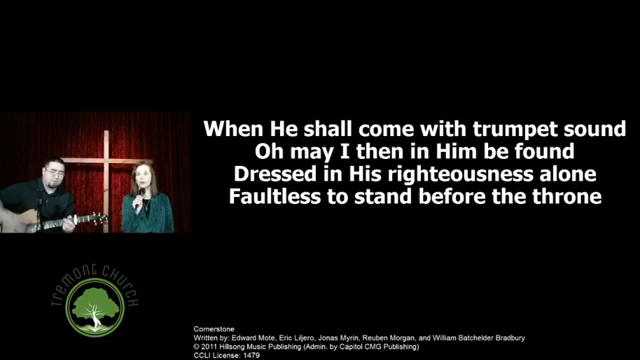 When He shall come with trumpet sound
Oh may I then in Him be found
Dressed in His righteousness alone
Faultless to stand before the throne
TREMONT CHURCH
Cornerstone
Written by: Edward Mote, Eric Liljero, Jonas Myrin, Reuben Morgan, and William Batchelder Bradbury
© 2011 Hillsong Music Publishing (Admin. by Capitol CMG Publishing)
CCLI License: 1479